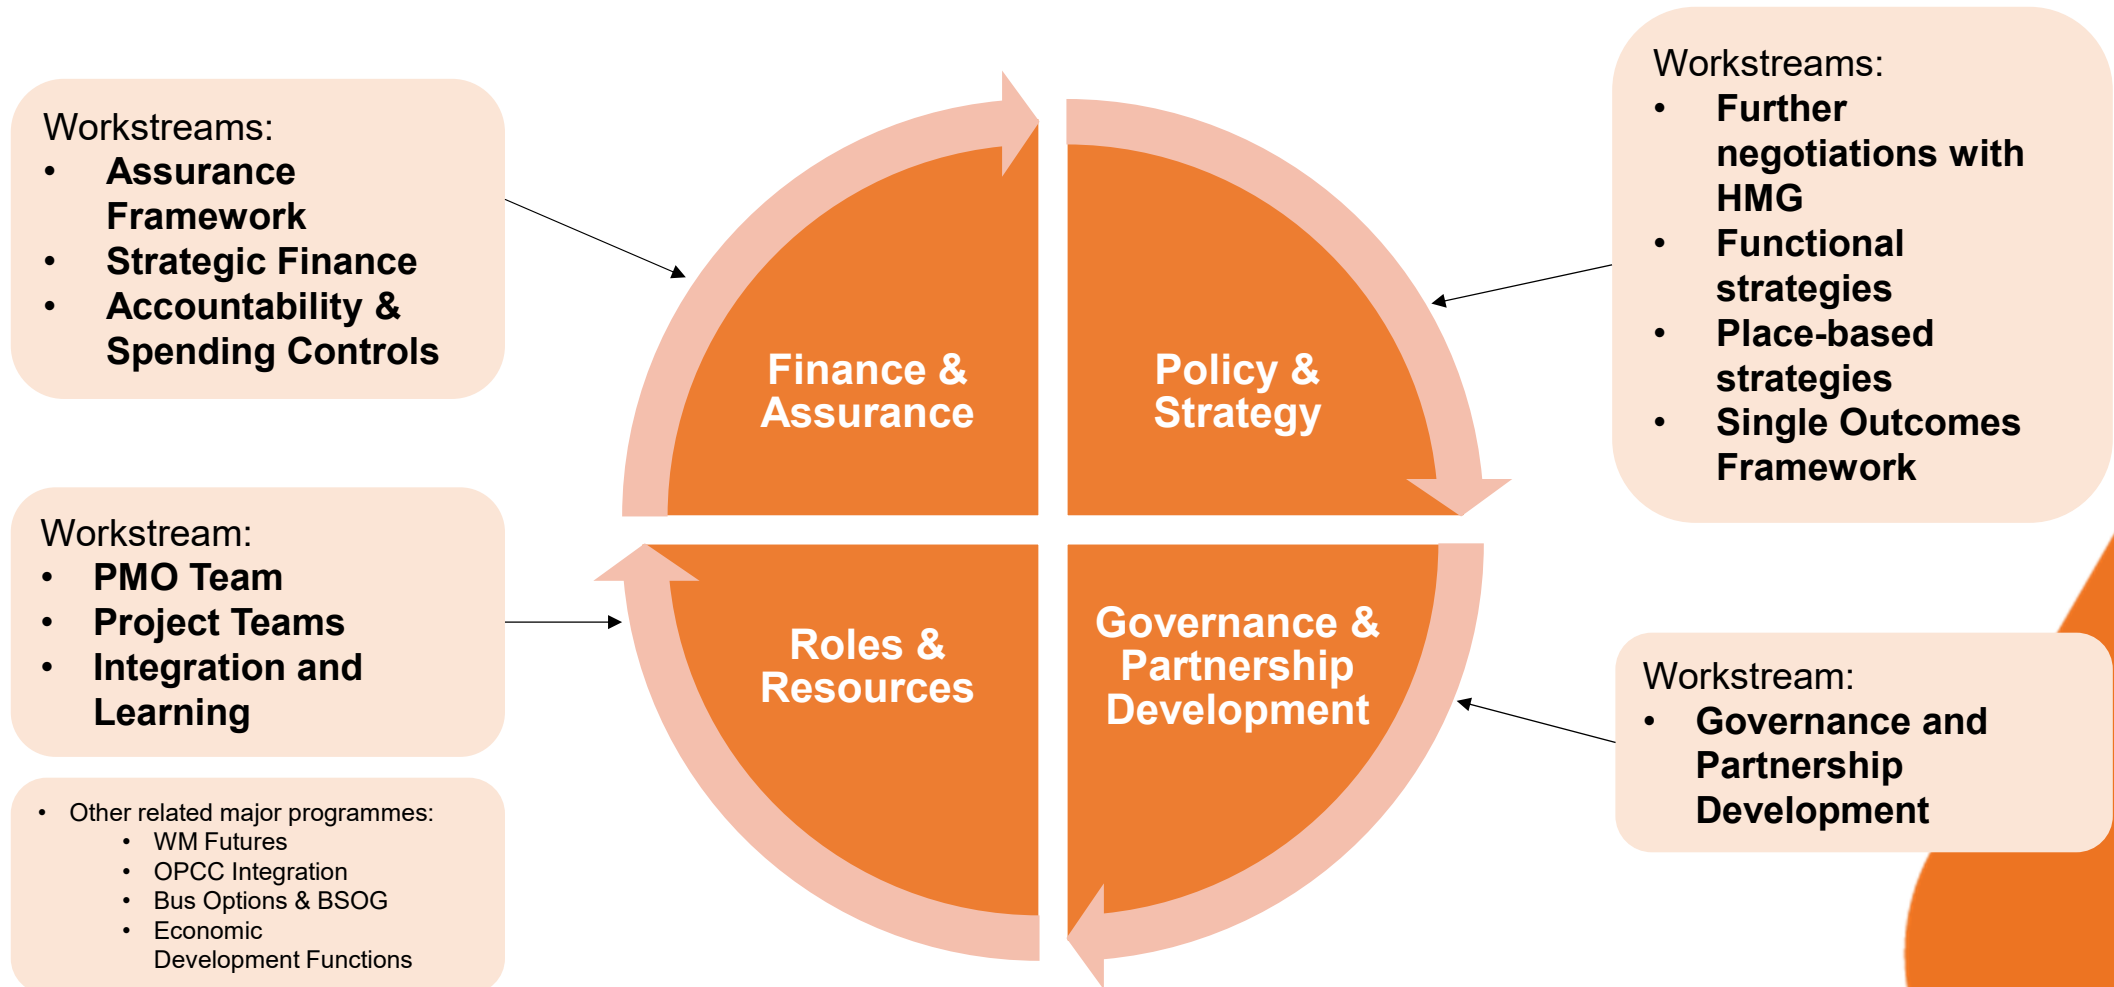 Workstreams:
• Assurance
Framework
• Strategic Finance
• Accountability &
Spending Controls
Workstream:
• PMO Team
• Project Teams
• Integration and
Learning
• Other related major programmes:
• WM Futures
• OPCC Integration
• Bus Options & BSOG
• Economic
Development Functions
Finance &
Assurance
Policy &
Strategy
Roles &
Resources
Governance &
Partnership
Development
Workstreams:
• Further
negotiations with
HMG
• Functional
strategies
• Place-based
strategies
• Single Outcomes
Framework
Workstream:
• Governance and
Partnership
Development